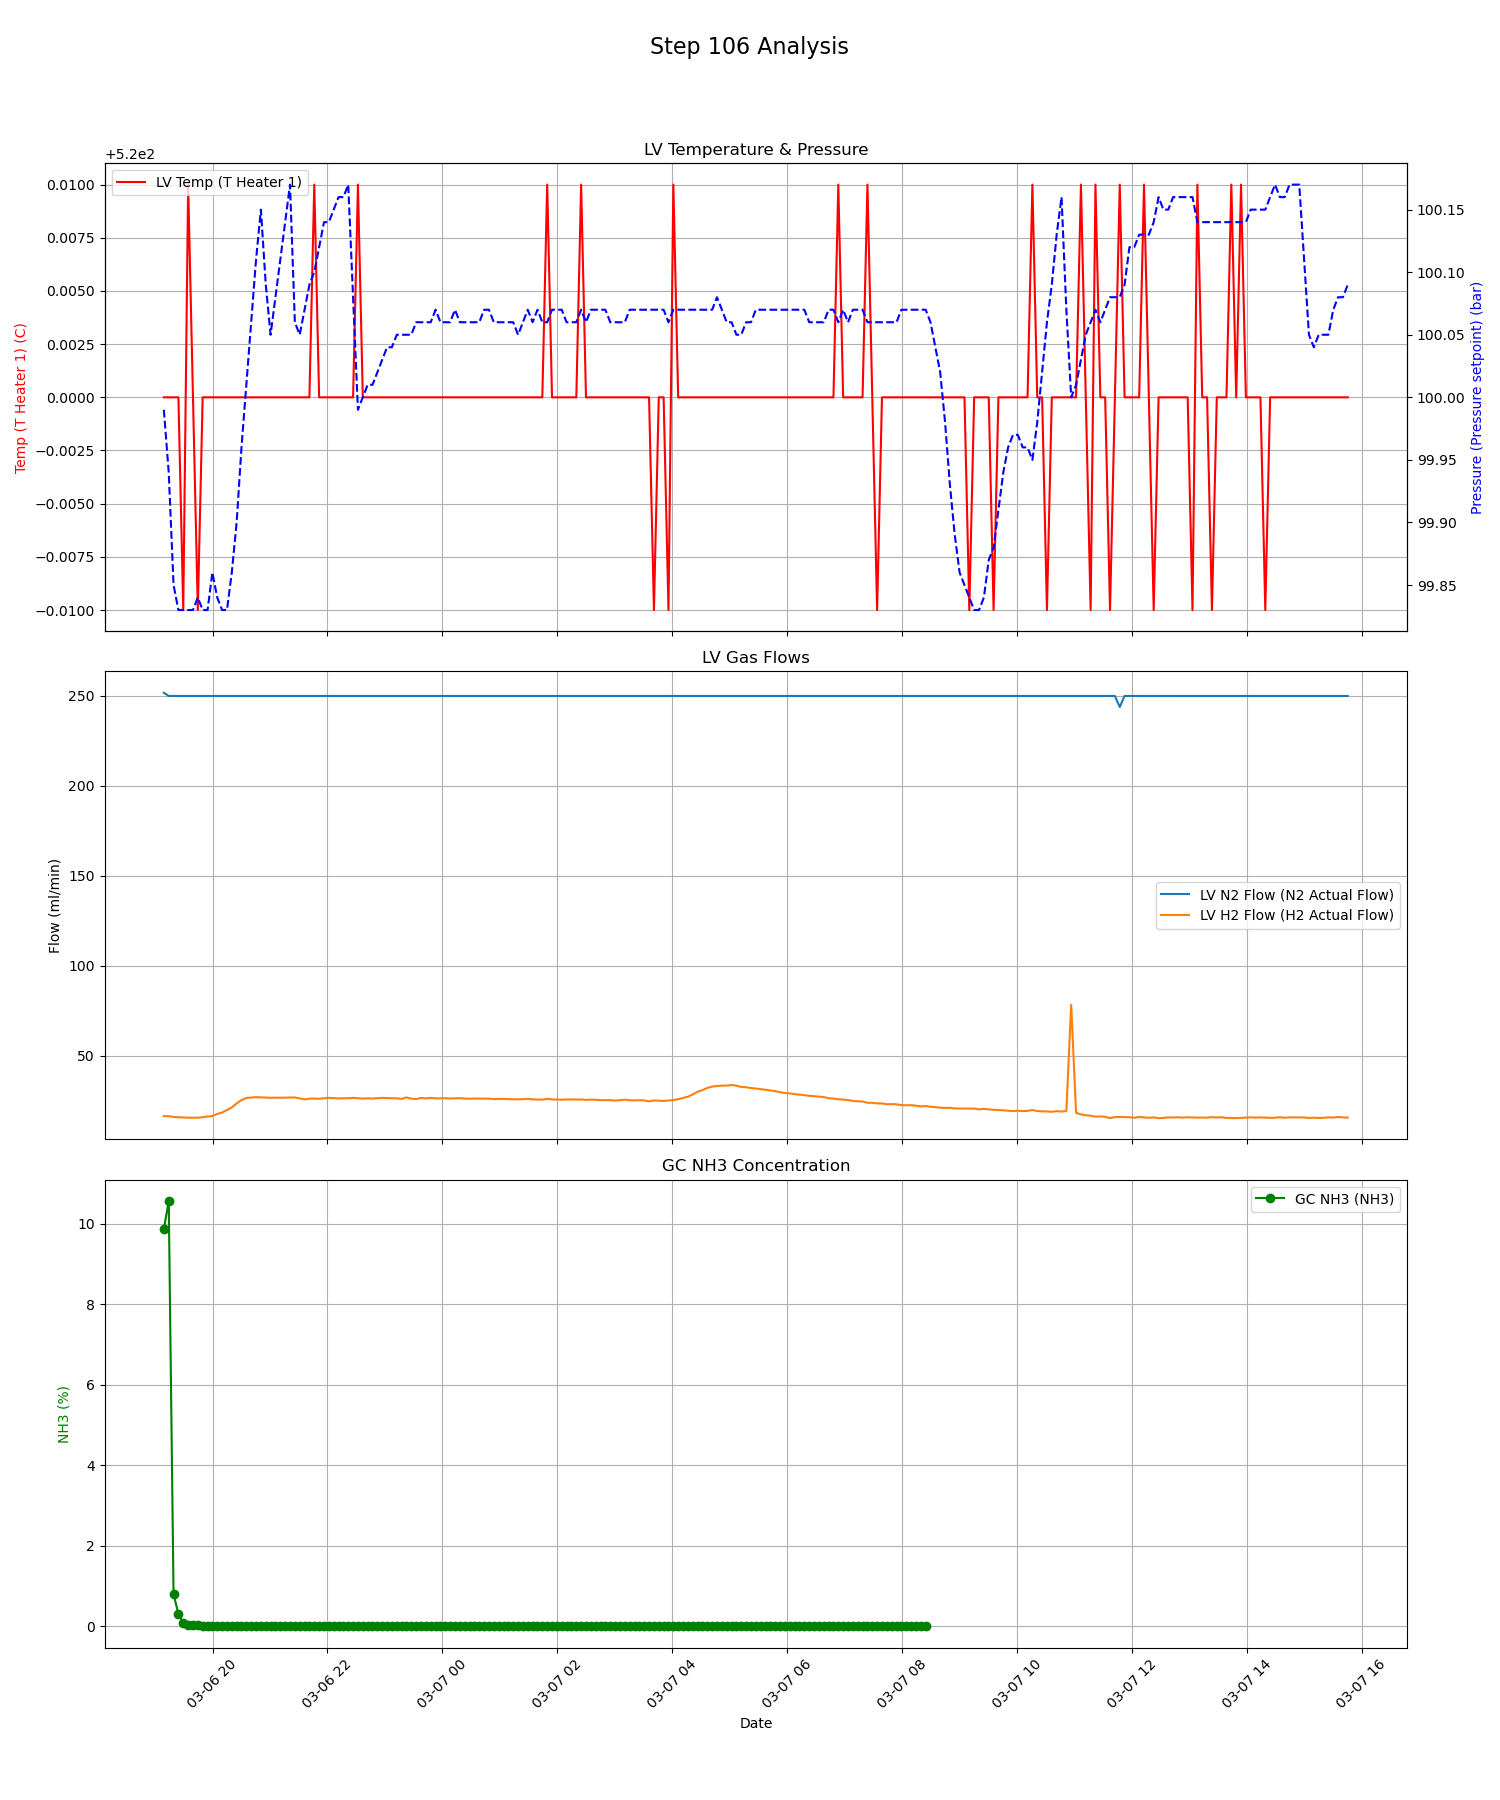 Step 106 Analysis
LV Temperature & Pressure
+5.2e2
LV Temp (T Heater 1)
0.0100
0.0075
0.0050
0.0025
0.0000
−0.0025
−0.0050
−0.0075
−0.0100
Temp (T Heater 1) (C)
100.15
100.10
100.05
100.00
99.95
99.90
99.85
Pressure (Pressure setpoint) (bar)
LV Gas Flows
250
200
150
100
50
Flow (ml/min)
LV N2 Flow (N2 Actual Flow)
LV H2 Flow (H2 Actual Flow)
GC NH3 Concentration
GC NH3 (NH3)
10
8
6
4
2
0
NH3 (%)
03-06 20
03-06 22
03-07 00
03-07 02
03-07 04
03-07 06
03-07 08
03-07 10
03-07 12
03-07 14
03-07 16
Date